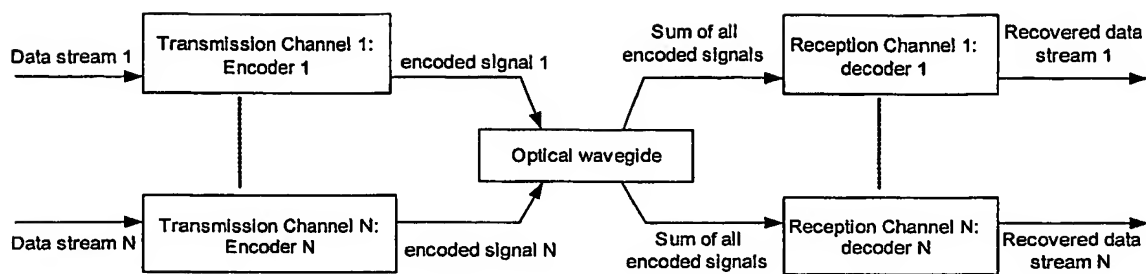 Data stream 1
Transmission Channel 1:
Encoder 1
encoded signal 1
Sum of all
encoded signals
Reception Channel 1:
decoder 1
Recovered data
stream 1
Optical wavegide
Data stream N
Transmission Channel N:
Encoder N
encoded signal N
Sum of all
encoded signals
Reception Channel N:
decoder N
Recovered data
stream N